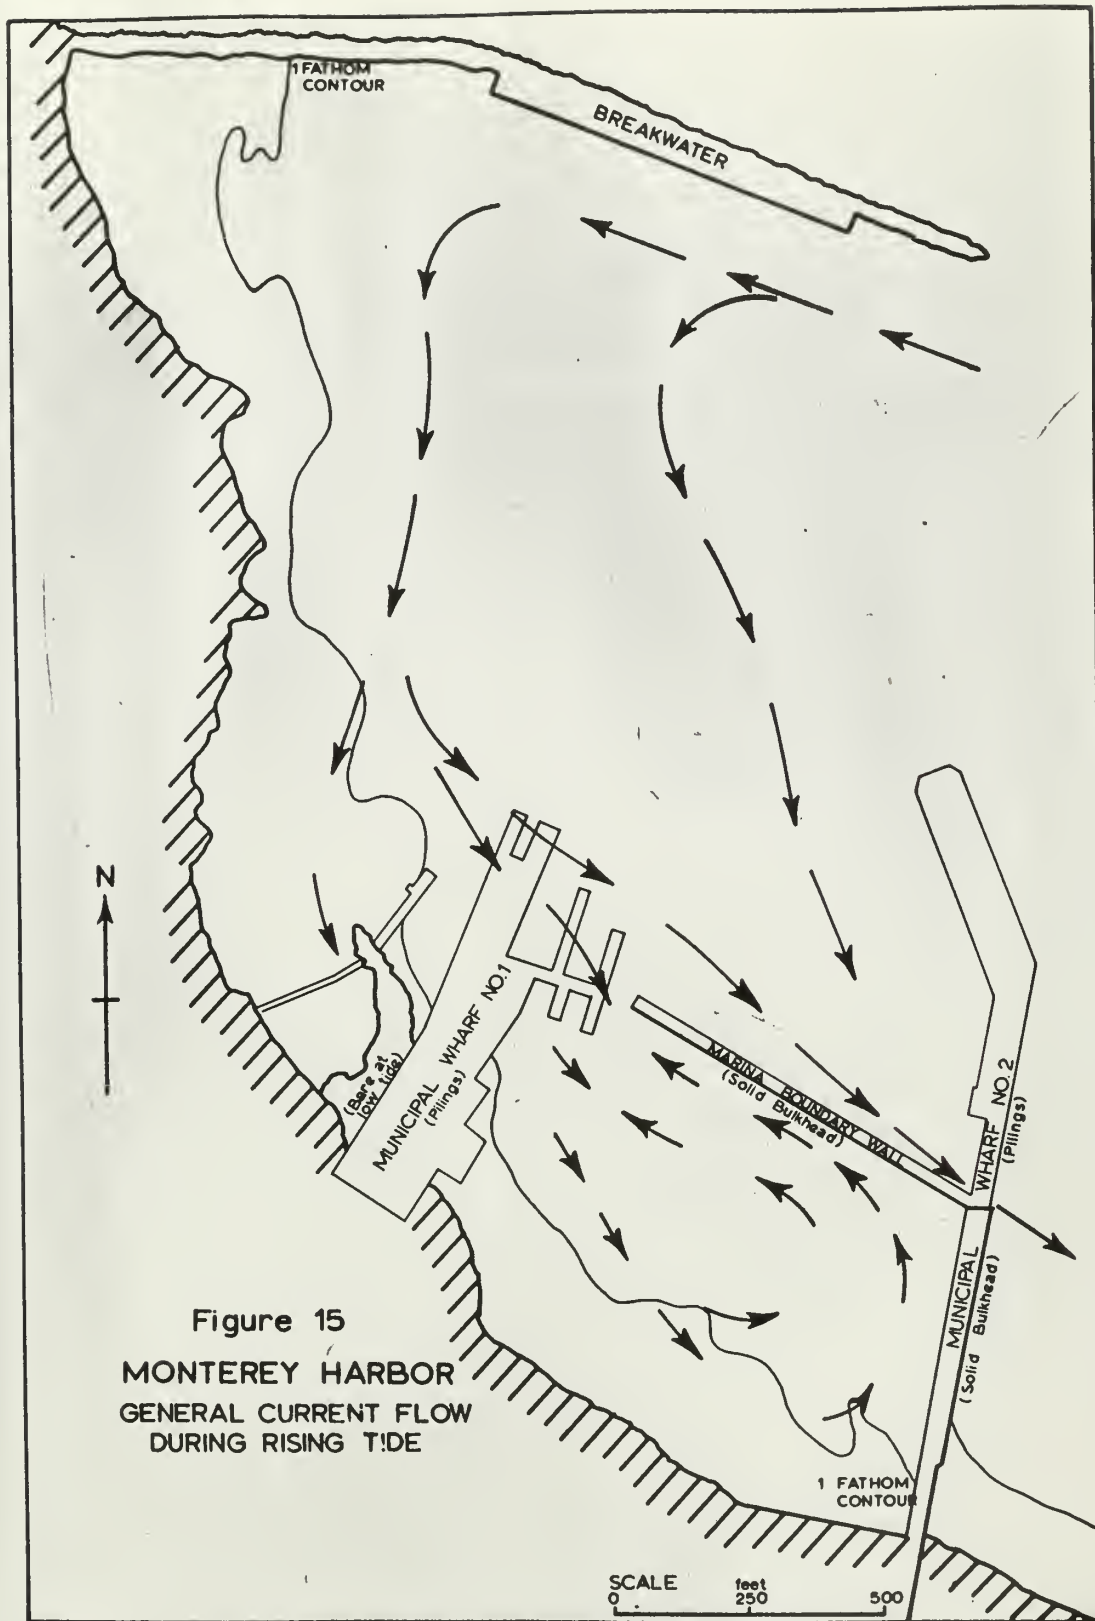 1 FATHOM
CONTOUR
BREAKWATER
N
MUNICIPAL WHARF NO.1
(Pilings)
(Bare at
low tide)
MARINA BOUNDARY WALL
(Solid Bulkhead)
MUNICIPAL WHARF NO.2
(Solid Bulkhead) (Pilings)
Figure 15
MONTEREY HARBOR
GENERAL CURRENT FLOW
DURING RISING TIDE
1 FATHOM
CONTOUR
SCALE feet
0 250 500